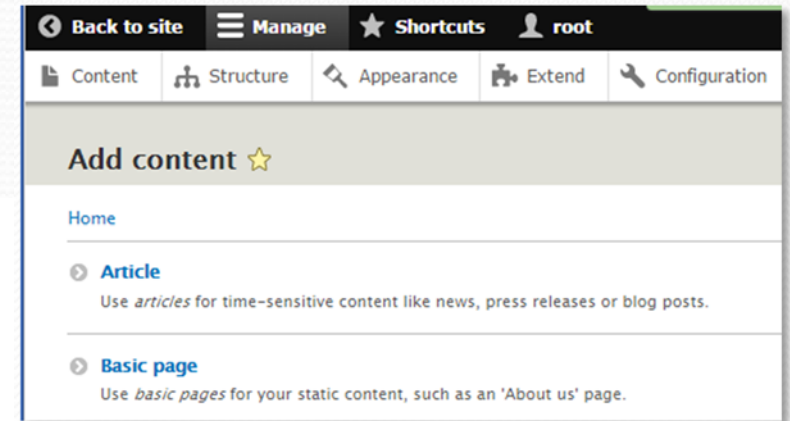 Back to site Manage Shortcuts root
Content Structure Appearance Extend Configuration
Add content
Home
Article
Use articles for time-sensitive content like news, press releases or blog posts.
Basic page
Use basic pages for your static content, such as an 'About us' page.